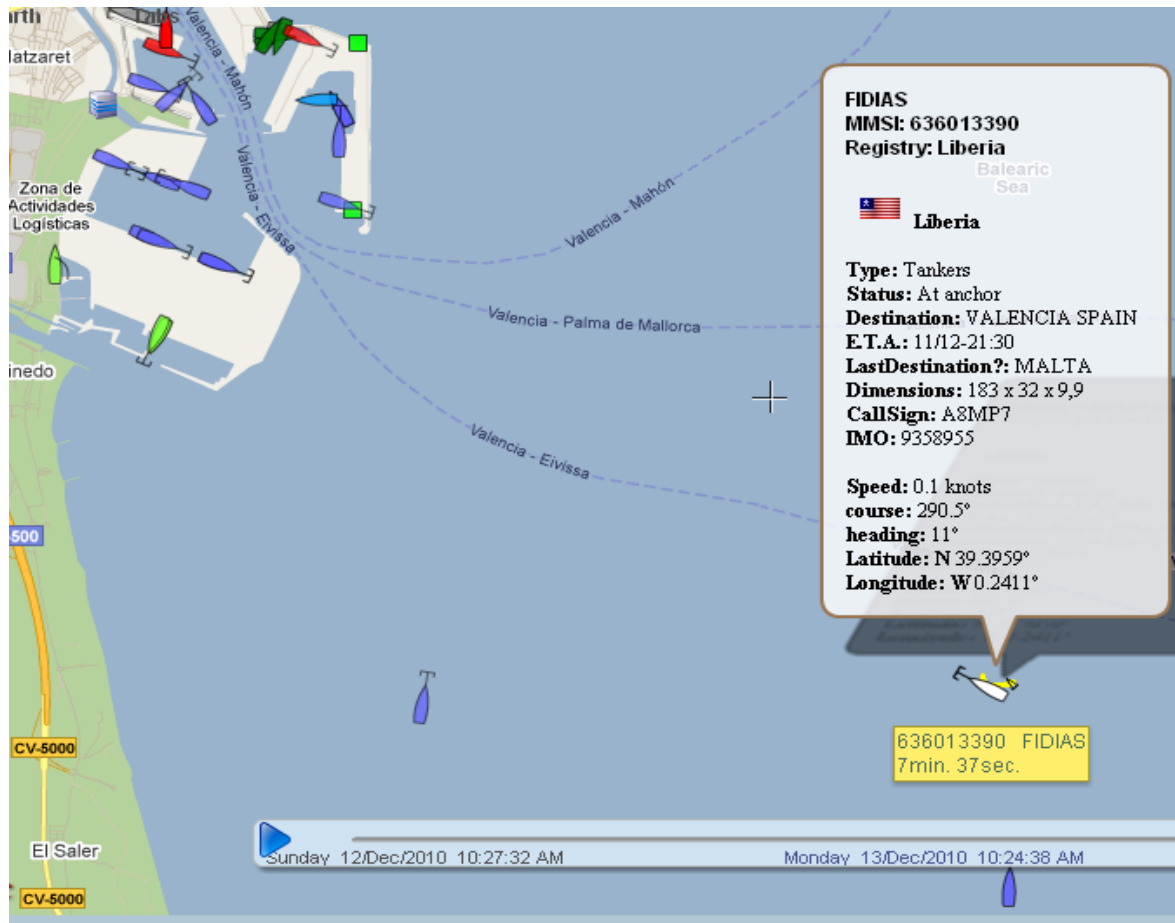 arth
Tabs
latzaret
Zona de
Actividades
Logísticas
inedo
Valencia - Mahón
Valencia - Eivissa
Valencia - Mahón
Valencia - Palma de Mallorca
Valencia - Eivissa
500
CV-5000
El Saler
CV-5000
FIDIAS
MMSI: 636013390
Registry: Liberia
Balearic
Sea
Liberia
Type: Tankers
Status: At anchor
Destination: VALENCIA SPAIN
E.T.A.: 11/12-21:30
LastDestination?: MALTA
Dimensions: 183 x 32 x 9,9
CallSign: A8MP7
IMO: 9358955
Speed: 0.1 knots
course: 290.5°
heading: 11°
Latitude: N 39.3959°
Longitude: W 0.2411°
636013390 FIDIAS
7min. 37sec.
Sunday 12/Dec/2010 10:27:32 AM
Monday 13/Dec/2010 10:24:38 AM